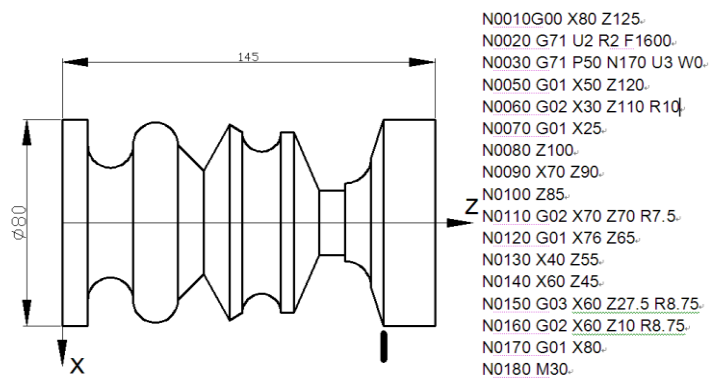 145
φ80
Z
X
N0010G00 X80 Z125
N0020 G71 U2 R2 F1600
N0030 G71 P50 N170 U3 W0
N0050 G01 X50 Z120
N0060 G02 X30 Z110 R10
N0070 G01 X25
N0080 Z100
N0090 X70 Z90
N0100 Z85
N0110 G02 X70 Z70 R7.5
N0120 G01 X76 Z65
N0130 X40 Z55
N0140 X60 Z45
N0150 G03 X60 Z27.5 R8.75
N0160 G02 X60 Z10 R8.75
N0170 G01 X80
N0180 M30